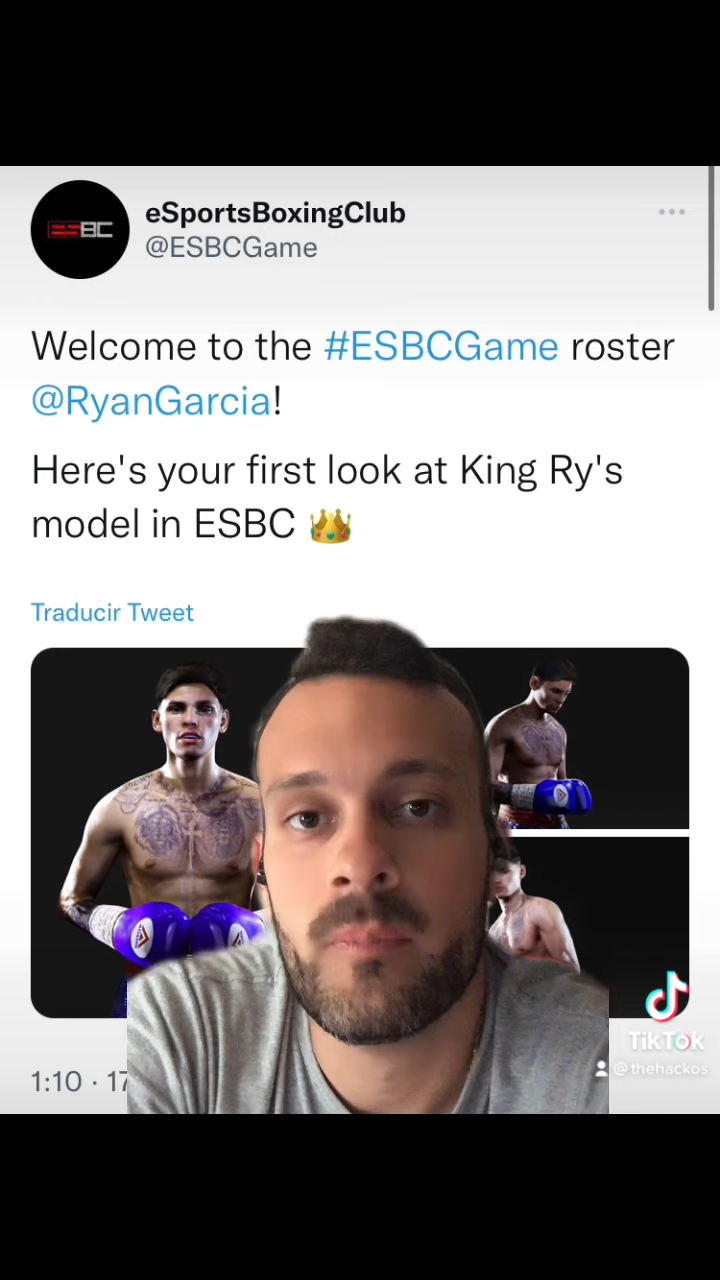 eSportsBoxingClub
ESBC
@ESBCGame
Welcome to the #ESBCGame roster
@RyanGarcia!
Here's your first look at King Ry's
model in ESBC 👑
Traducir Tweet
1:10 · 17
TikTok
@thehackos